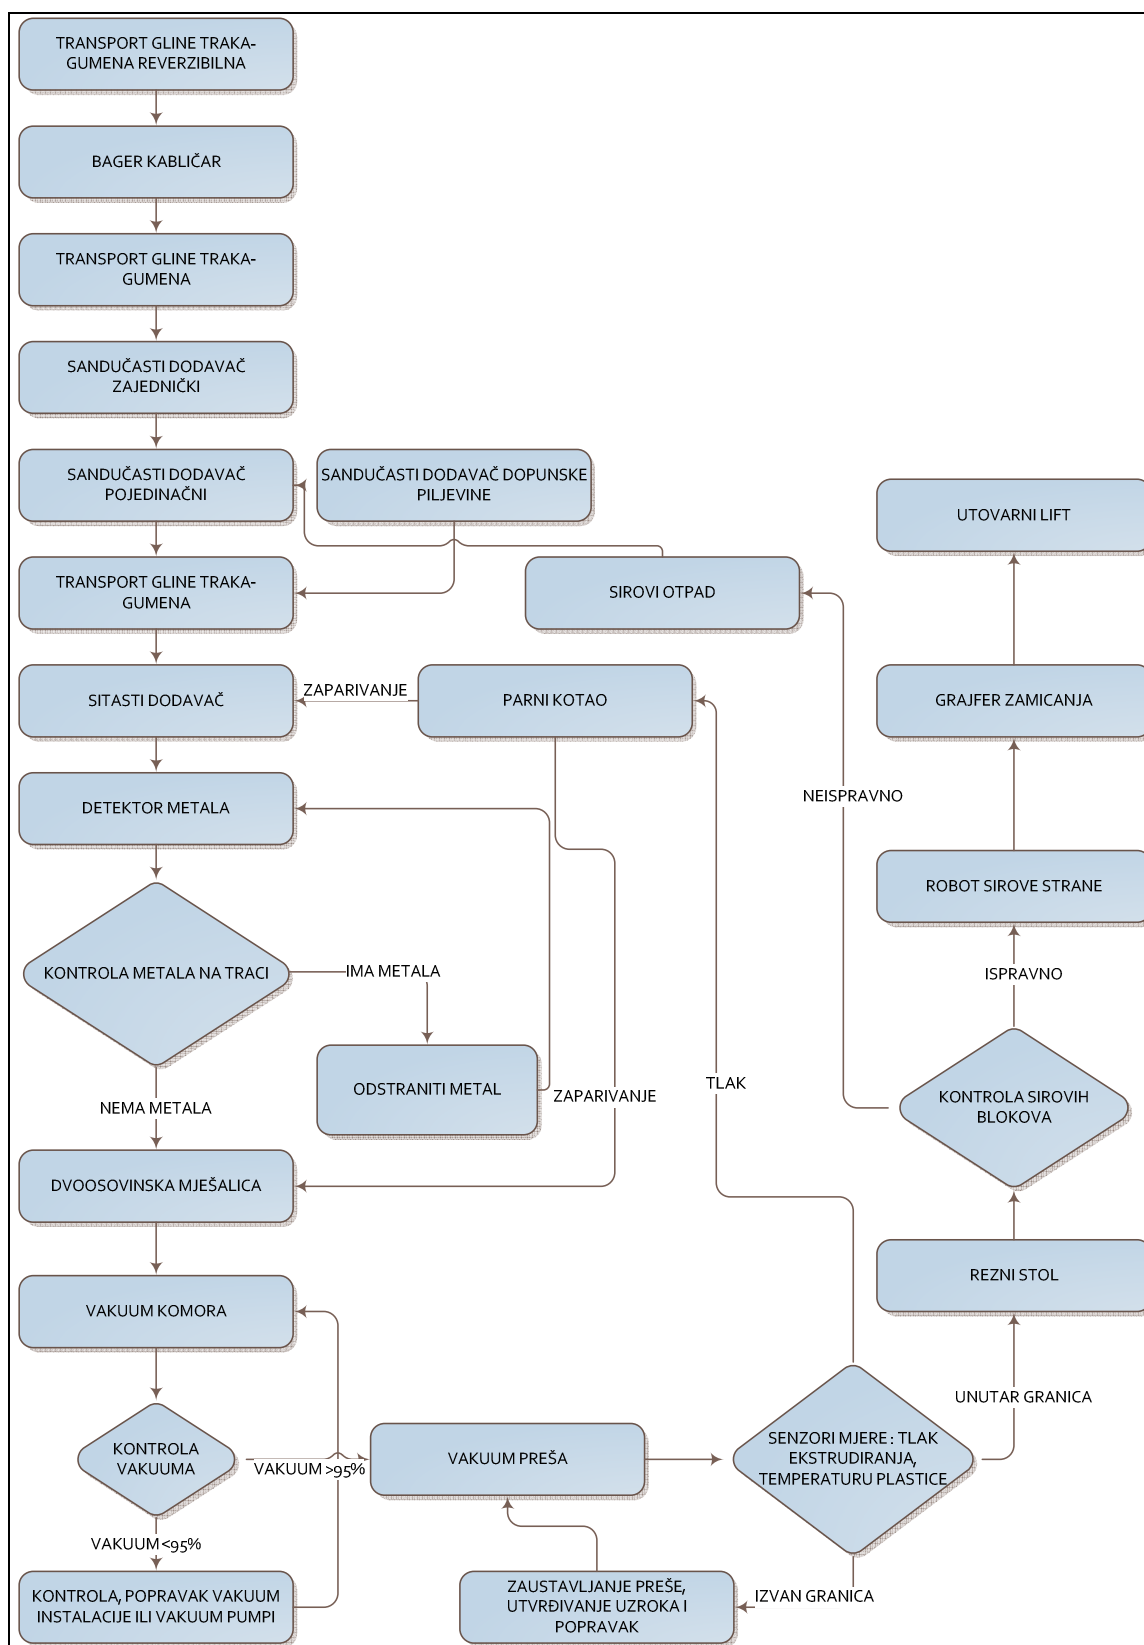 TRANSPORT GLINE TRAKA-
GUMENA REVERZIBILNA
BAGER KABLIČAR
TRANSPORT GLINE TRAKA-
GUMENA
SANDUČASTI DODAVAČ
ZAJEDNIČKI
SANDUČASTI DODAVAČ
POJEDINAČNI
SANDUČASTI DODAVAČ DOPUNSKE
PILJEVINE
UTOVARNI LIFT
TRANSPORT GLINE TRAKA-
GUMENA
SIROVI OTPAD
ZAPARIVANJE
SITASTI DODAVAČ
PARNI KOTAO
GRAJFER ZAMICANJA
DETEKTOR METALA
NEISPRAVNO
ROBOT SIROVE STRANE
KONTROLA METALA NA TRACI
IMA METALA
ISPRAVNO
ODSTRANITI METAL
ZAPARIVANJE
TLAK
KONTROLA SIROVIH
BLOKOVA
NEMA METALA
DVOOSOVINSKA MJEŠALICA
REZNI STOL
VAKUUM KOMORA
UNUTAR GRANICA
KONTROLA
VAKUUMA
VAKUUM >95%
VAKUUM PREŠA
SENZORI MJERE : TLAK
EKSTRUDIRANJA,
TEMPERATURU PLASTICE
VAKUUM <95%
KONTROLA, POPRAVAK VAKUUM
INSTALACIJE ILI VAKUUM PUMPI
ZAUSTAVLJANJE PREŠE,
UTVRĐIVANJE UZROKA I
POPRAVAK
IZVAN GRANICA